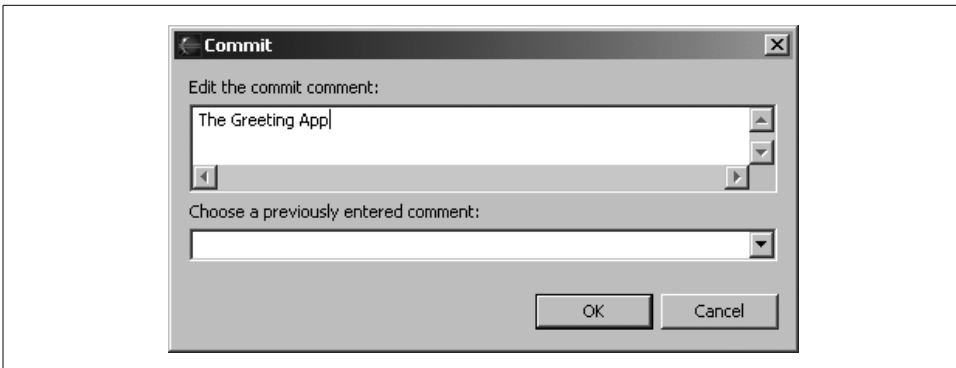 Commit
Edit the commit comment:
The Greeting App
Choose a previously entered comment:
OK
Cancel